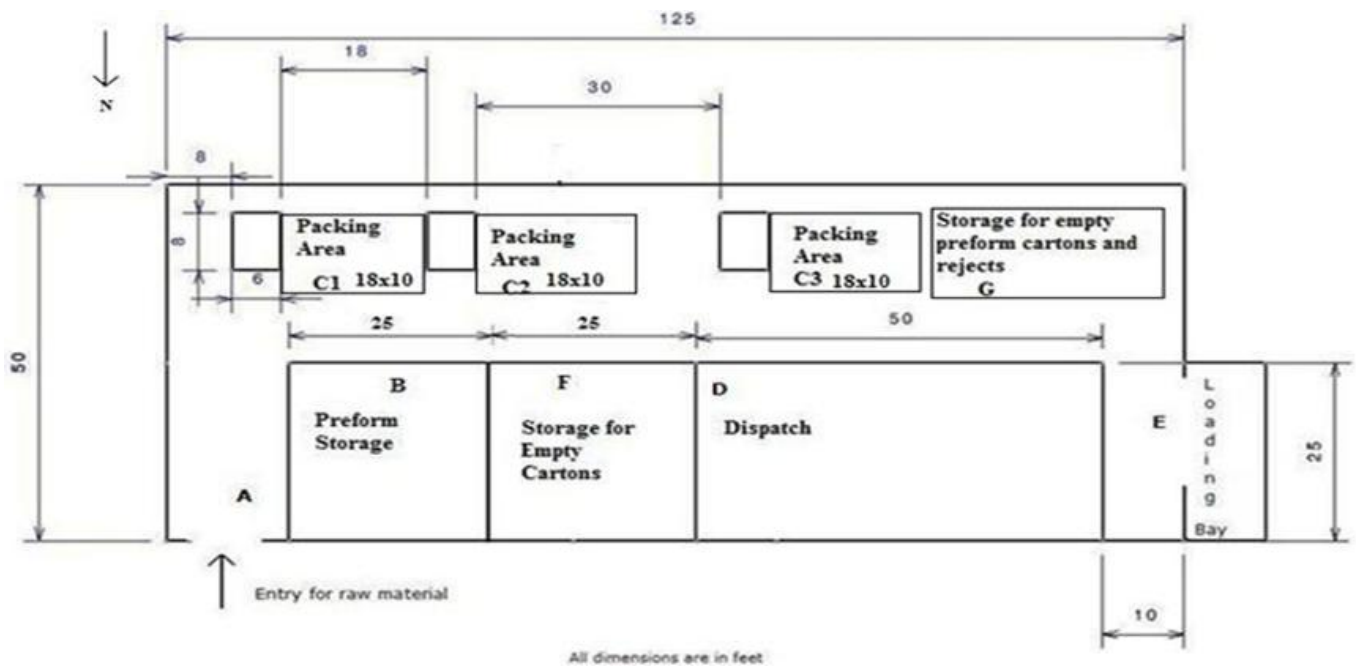 125
18
N
30
8
Packing
Area
C1 18x10
Packing
Area
C2 18x10
Packing
Area
C3 18x10
Storage for empty
preform cartons and
rejects
G
8
6
25
25
50
50
B
Preform
Storage
F
Storage for
Empty
Cartons
D
Dispatch
E
Loading
Bay
25
A
Entry for raw material
10
All dimensions are in feet